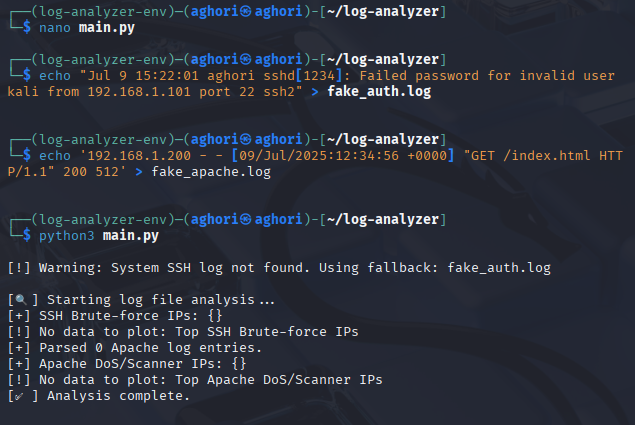 ┌──(log-analyzer-env)─(aghori㉿aghori)-[~/log-analyzer]
└─$ nano main.py
┌──(log-analyzer-env)─(aghori㉿aghori)-[~/log-analyzer]
└─$ echo "Jul 9 15:22:01 aghori sshd[1234]: Failed password for invalid user
kali from 192.168.1.101 port 22 ssh2" > fake_auth.log
┌──(log-analyzer-env)─(aghori㉿aghori)-[~/log-analyzer]
└─$ echo '192.168.1.200 - - [09/Jul/2025:12:34:56 +0000] "GET /index.html HTT
P/1.1" 200 512' > fake_apache.log
┌──(log-analyzer-env)─(aghori㉿aghori)-[~/log-analyzer]
└─$ python3 main.py
[!] Warning: System SSH log not found. Using fallback: fake_auth.log
[🔍] Starting log file analysis...
[+] SSH Brute-force IPs: {}
[!] No data to plot: Top SSH Brute-force IPs
[+] Parsed 0 Apache log entries.
[+] Apache DoS/Scanner IPs: {}
[!] No data to plot: Top Apache DoS/Scanner IPs
[✔ ] Analysis complete.